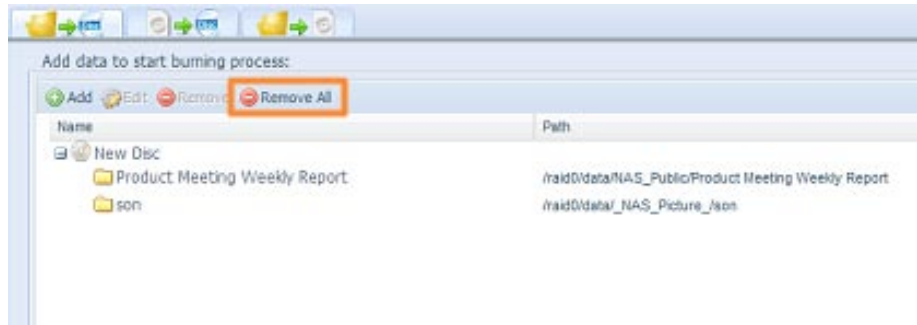 Add data to start burning process:
Add Edit Remove Remove All
Name Path
New Disc
Product Meeting Weekly Report /raid0/data/NAS_Public/Product Meeting Weekly Report
son /raid0/data/_NAS_Picture_/son